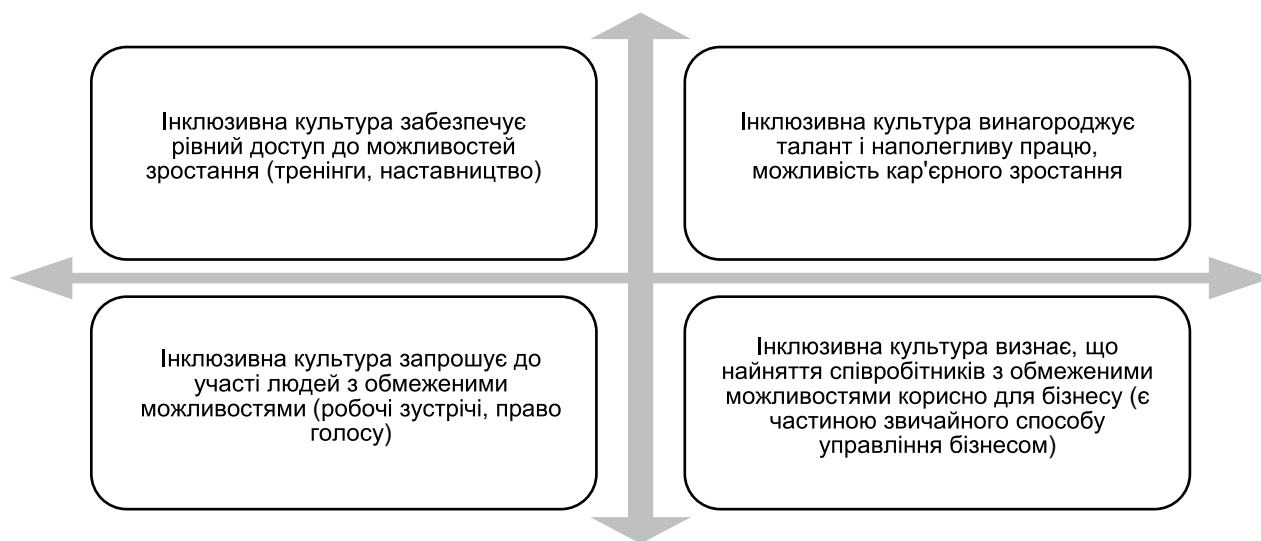 Інклюзивна культура забезпечує
рівний доступ до можливостей
зростання (тренінги, наставництво)
Інклюзивна культура винагороджує
талант і наполегливу працю,
можливість кар'єрного зростання
Інклюзивна культура запрошує до
участі людей з обмеженими
можливостями (робочі зустрічі, право
голосу)
Інклюзивна культура визнає, що
найняття співробітників з обмеженими
можливостями корисно для бізнесу (є
частиною звичайного способу
управління бізнесом)